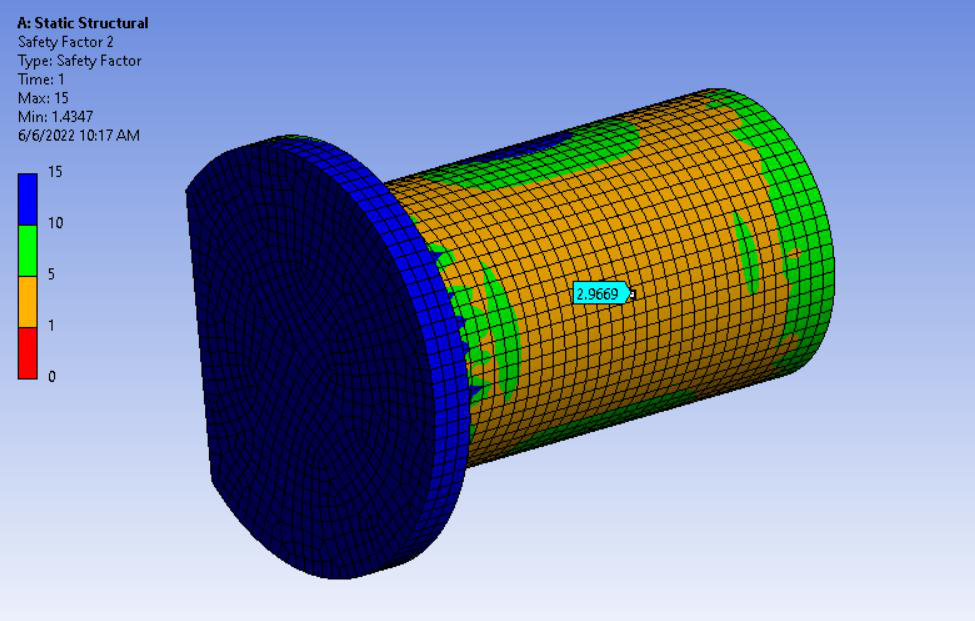 A: Static Structural
Safety Factor 2
Type: Safety Factor
Time: 1
Max: 15
Min: 1.4347
6/6/2022 10:17 AM
15
10
5
1
0
2.9669